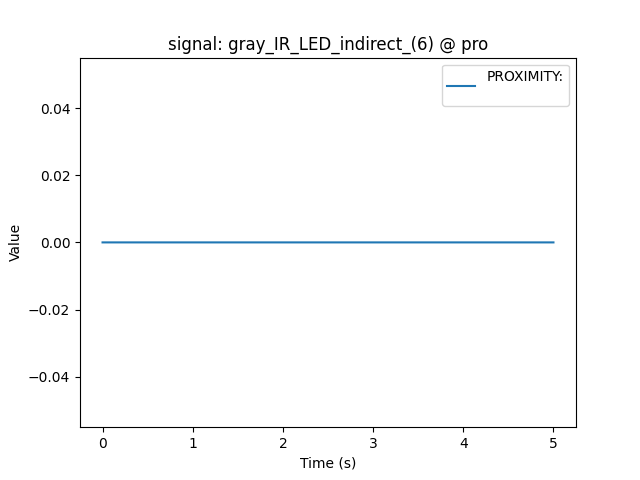 signal: gray_IR_LED_indirect_(6) @ pro
PROXIMITY:
0.04
0.02
0.00
−0.02
−0.04
Value
0 1 2 3 4 5
Time (s)